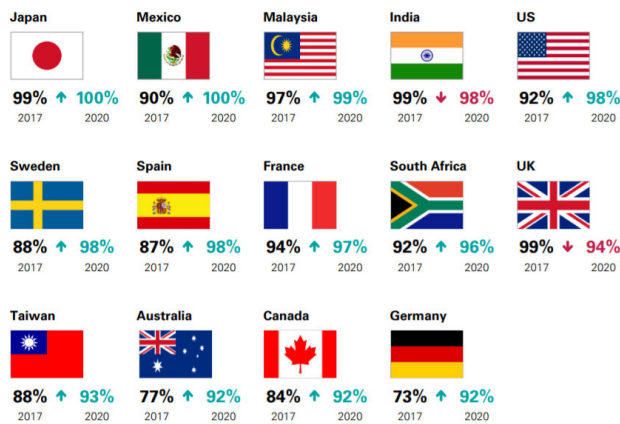 Japan Mexico Malaysia India US
99% ↑ 100% 90% ↑ 100% 97% ↑ 99% 99% ↓ 98% 92% ↑ 98%
2017 2020 2017 2020 2017 2020 2017 2020 2017 2020
Sweden Spain France South Africa UK
88% ↑ 98% 87% ↑ 98% 94% ↑ 97% 92% ↑ 96% 99% ↓ 94%
2017 2020 2017 2020 2017 2020 2017 2020 2017 2020
Taiwan Australia Canada Germany
88% ↑ 93% 77% ↑ 92% 84% ↑ 92% 73% ↑ 92%
2017 2020 2017 2020 2017 2020 2017 2020